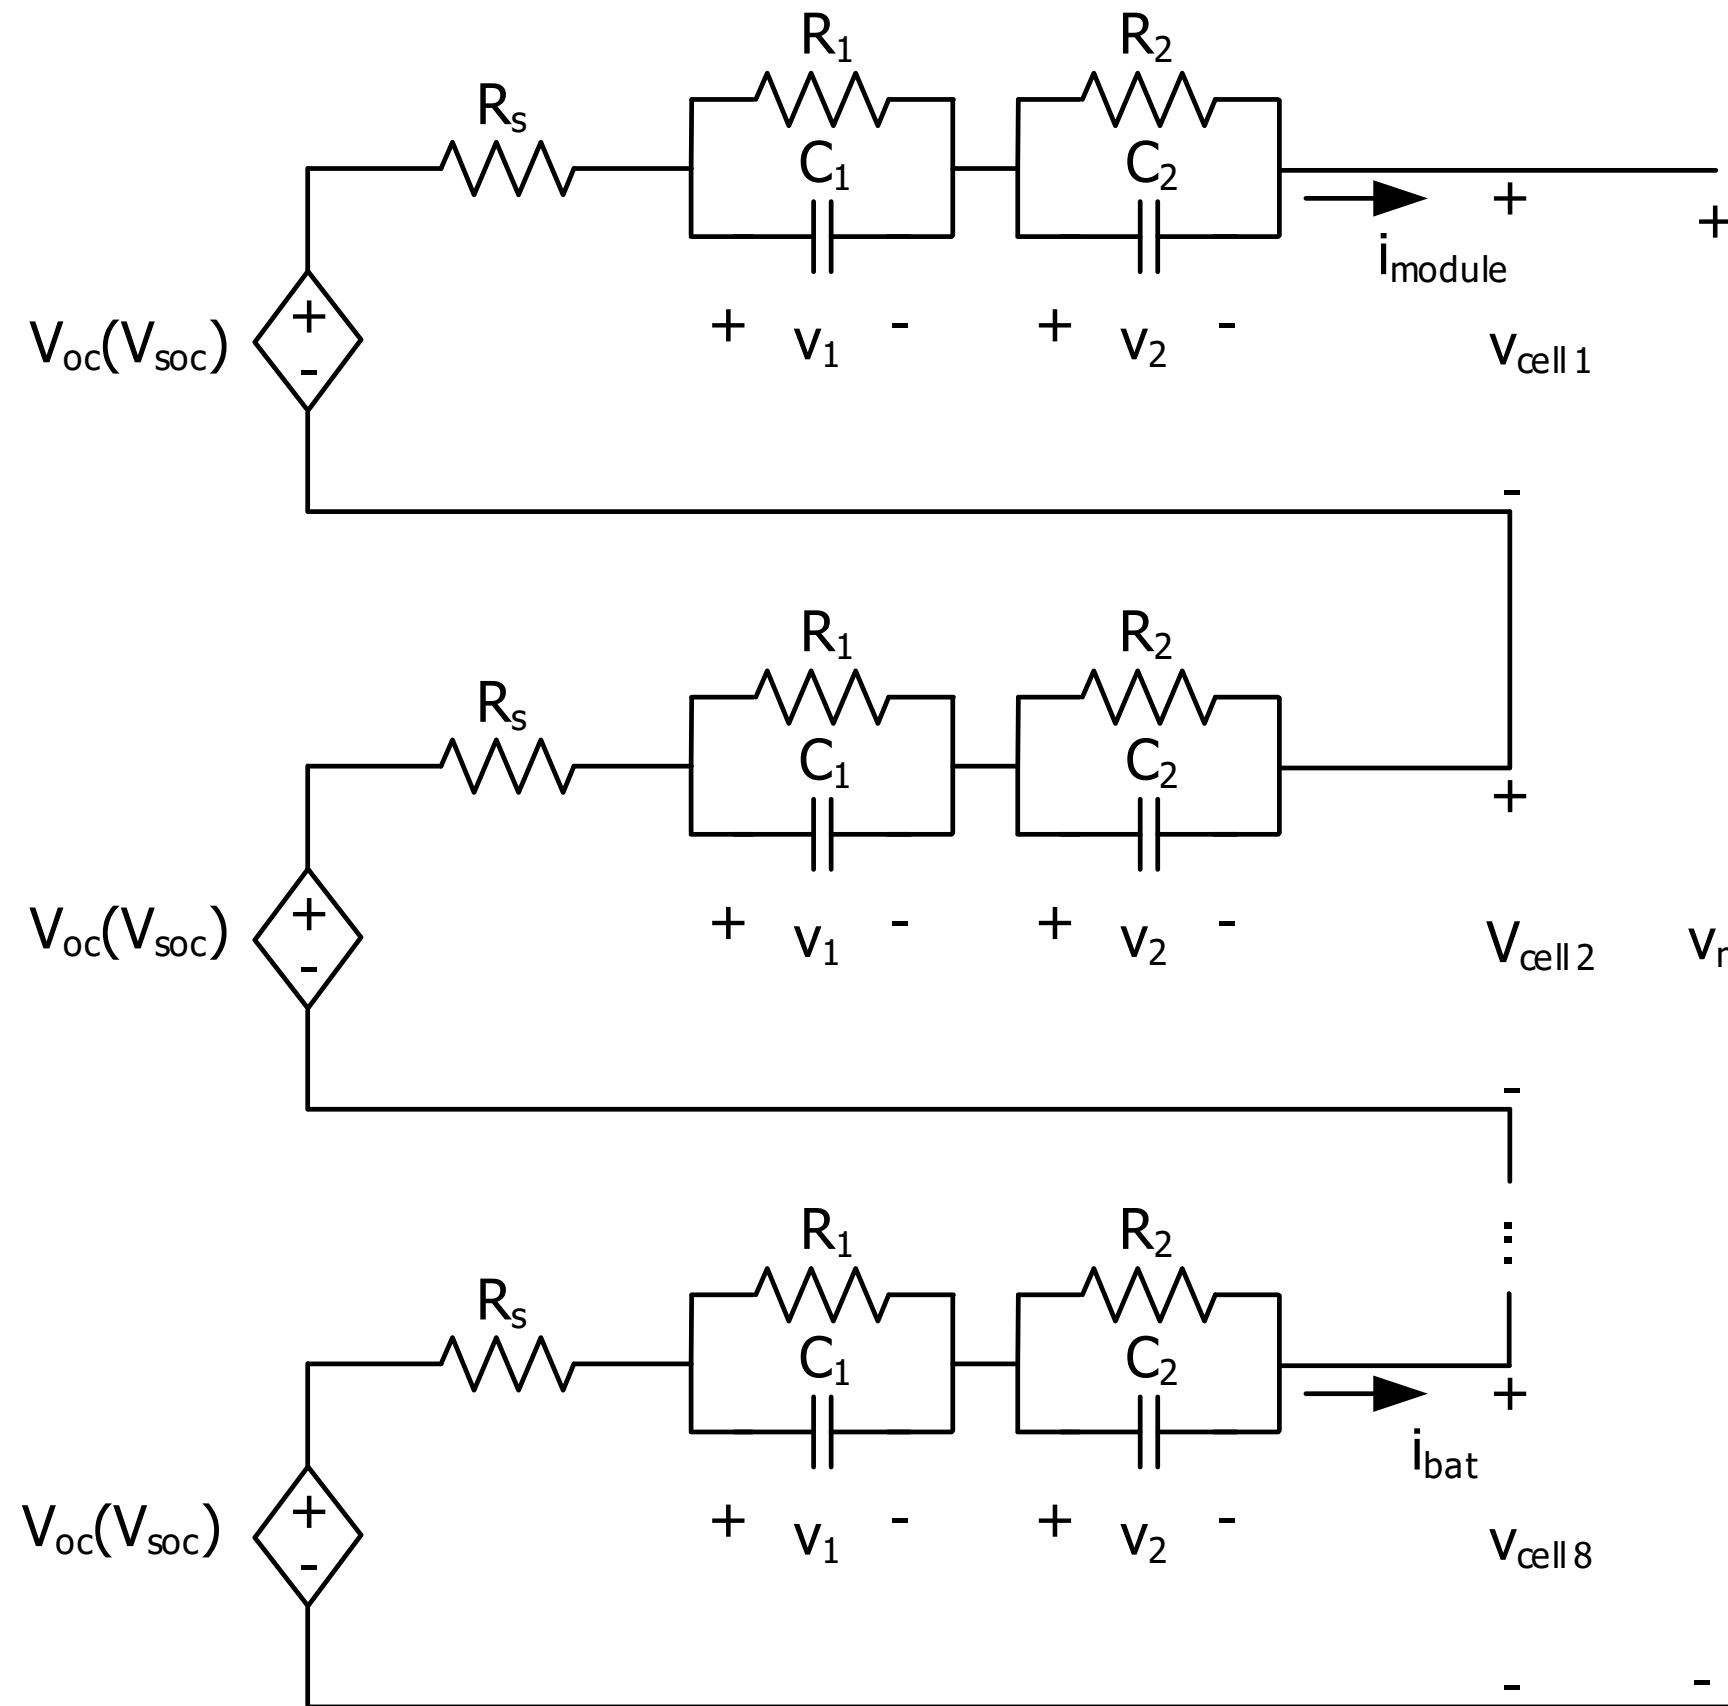 R1 R2
Rs
C1 C2
+ +
imodule
+ + - + -
Voc(Vsoc) v1 v2 vcell 1
-
-
R1 R2
Rs
C1 C2
+
+ + - + -
Voc(Vsoc) v1 v2 Vcell 2
-
-
R1 R2
Rs
C1 C2
+
ibat
+ + - + -
Voc(Vsoc) v1 v2 vcell 8
-
- -